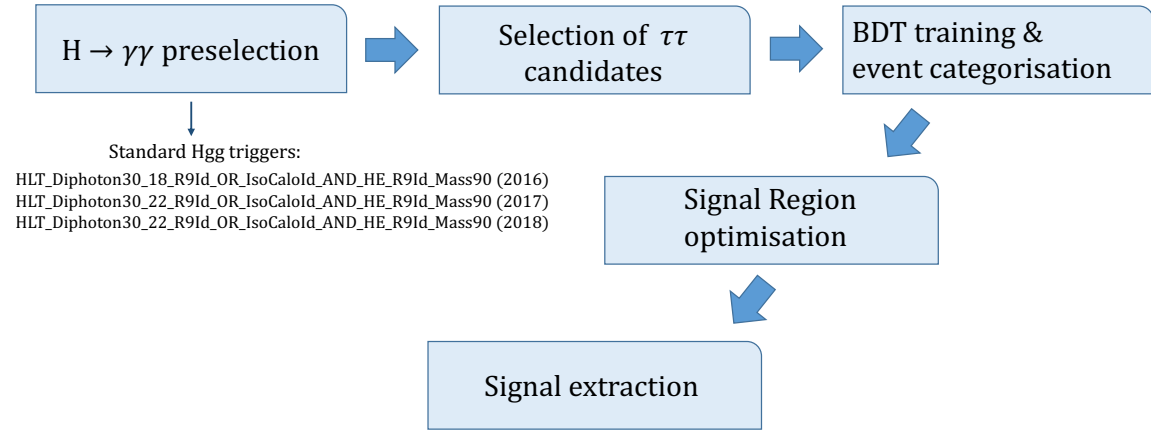 H → γγ preselection
Selection of ττ
candidates
BDT training &
event categorisation
Standard Hgg triggers:
HLT_Diphoton30_18_R9Id_OR_IsoCaloId_AND_HE_R9Id_Mass90 (2016)
HLT_Diphoton30_22_R9Id_OR_IsoCaloId_AND_HE_R9Id_Mass90 (2017)
HLT_Diphoton30_22_R9Id_OR_IsoCaloId_AND_HE_R9Id_Mass90 (2018)
Signal Region
optimisation
Signal extraction